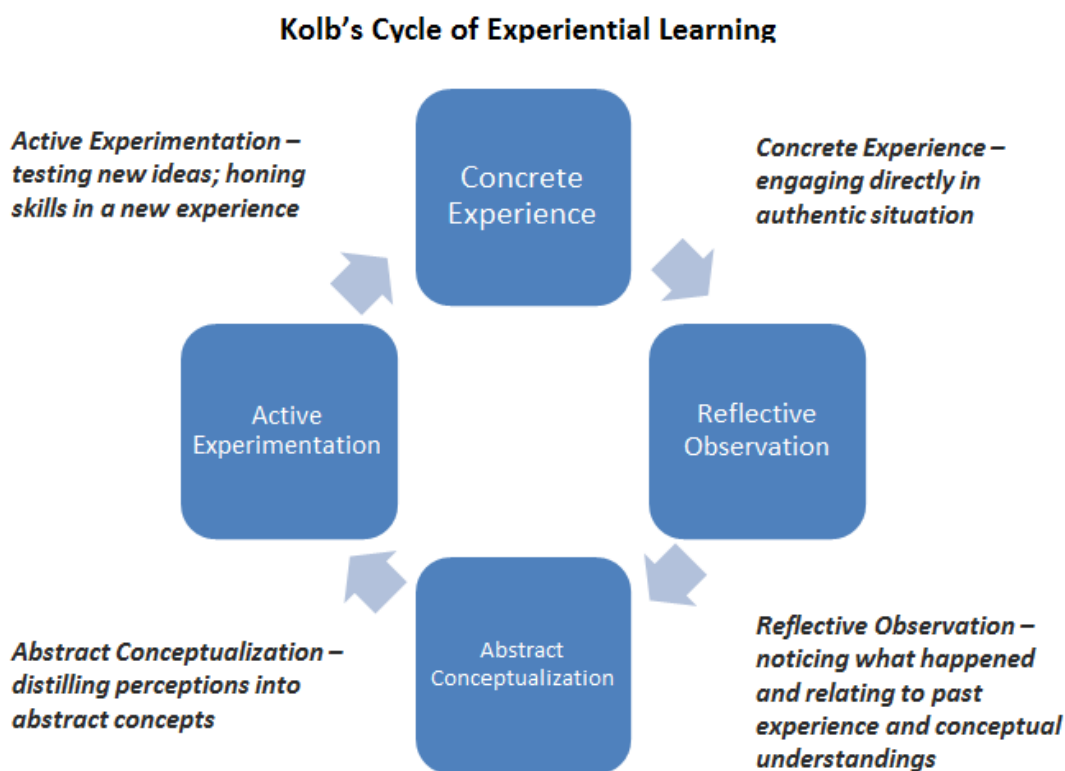 Kolb's Cycle of Experiential Learning
Active Experimentation –
testing new ideas; honing
skills in a new experience
Concrete
Experience
Concrete Experience –
engaging directly in
authentic situation
Active
Experimentation
Reflective
Observation
Abstract Conceptualization –
distilling perceptions into
abstract concepts
Abstract
Conceptualization
Reflective Observation –
noticing what happened
and relating to past
experience and conceptual
understandings